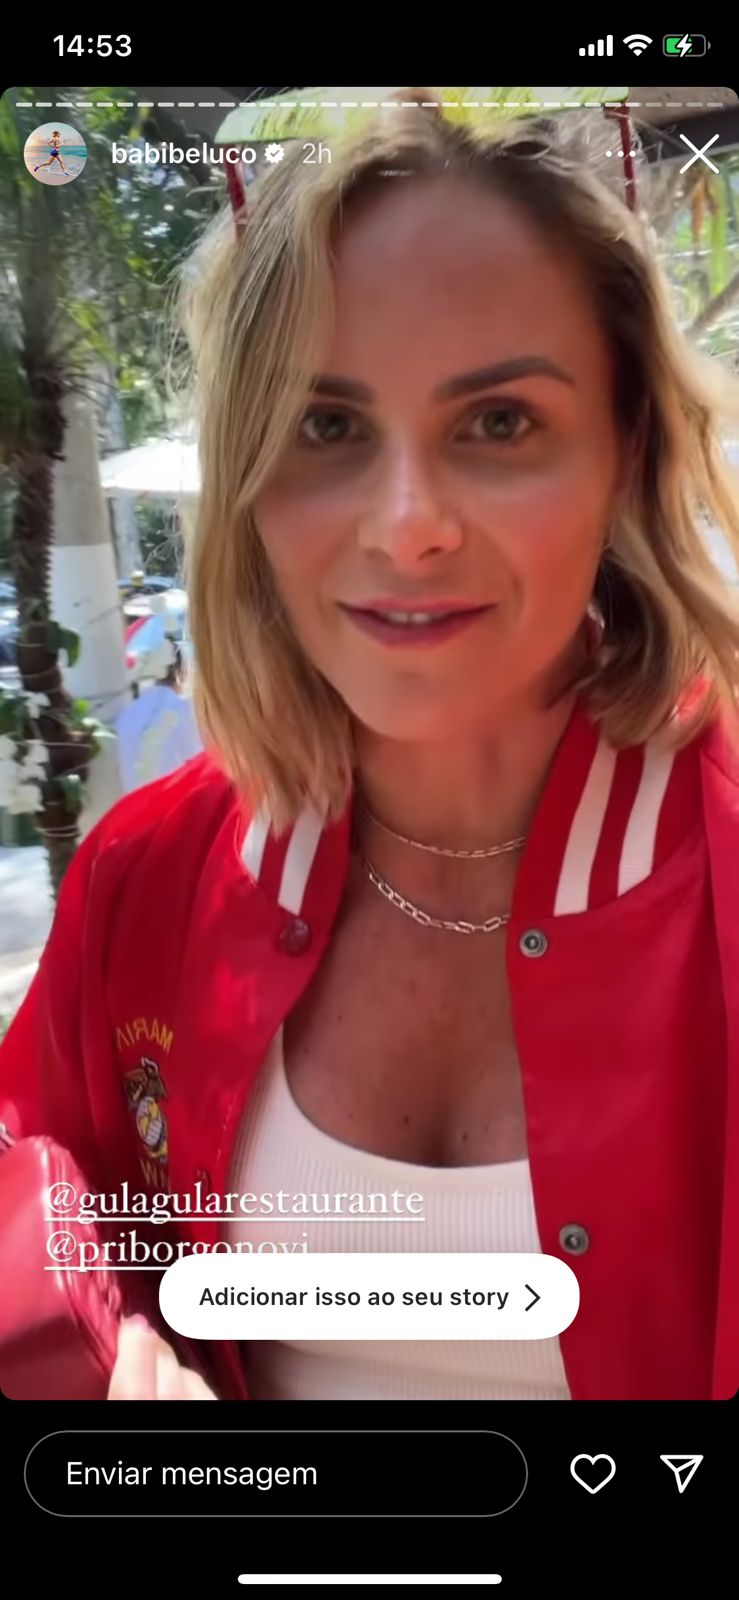 14:53
babibeluco 2h
@gulagularestaurante
@priborgonovi
Adicionar isso ao seu story
Enviar mensagem